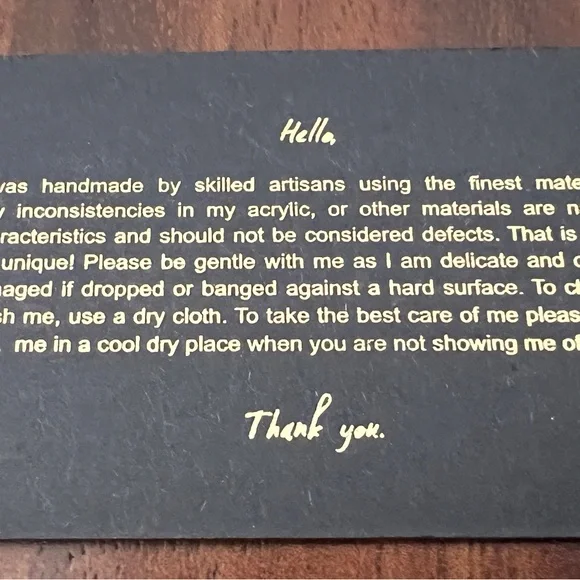 Hello,
was handmade by skilled artisans using the finest mate
y inconsistencies in my acrylic, or other materials are n
racteristics and should not be considered defects. That is
unique! Please be gentle with me as I am delicate and c
naged if dropped or banged against a hard surface. To cl
sh me, use a dry cloth. To take the best care of me pleas
me in a cool dry place when you are not showing me of
Thank you.